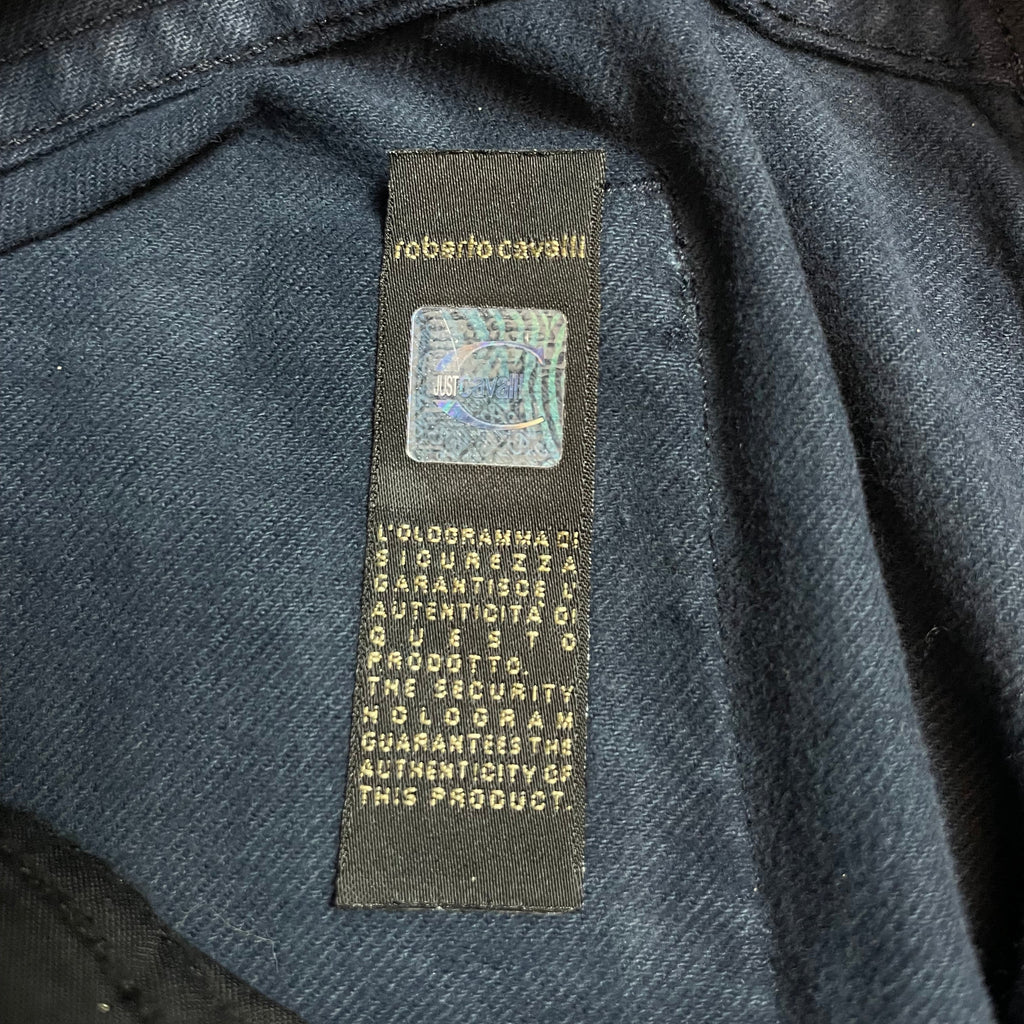 roberto cavalli
JUST cavalli
L'OLOGRAMMA DI
SICUREZZA
GARANTISCE L'
AUTENTICITÀ DI
QUESTO
PRODOTTO.
THE SECURITY
HOLOGRAM
GUARANTEES THE
AUTHENTICITY OF
THIS PRODUCT.